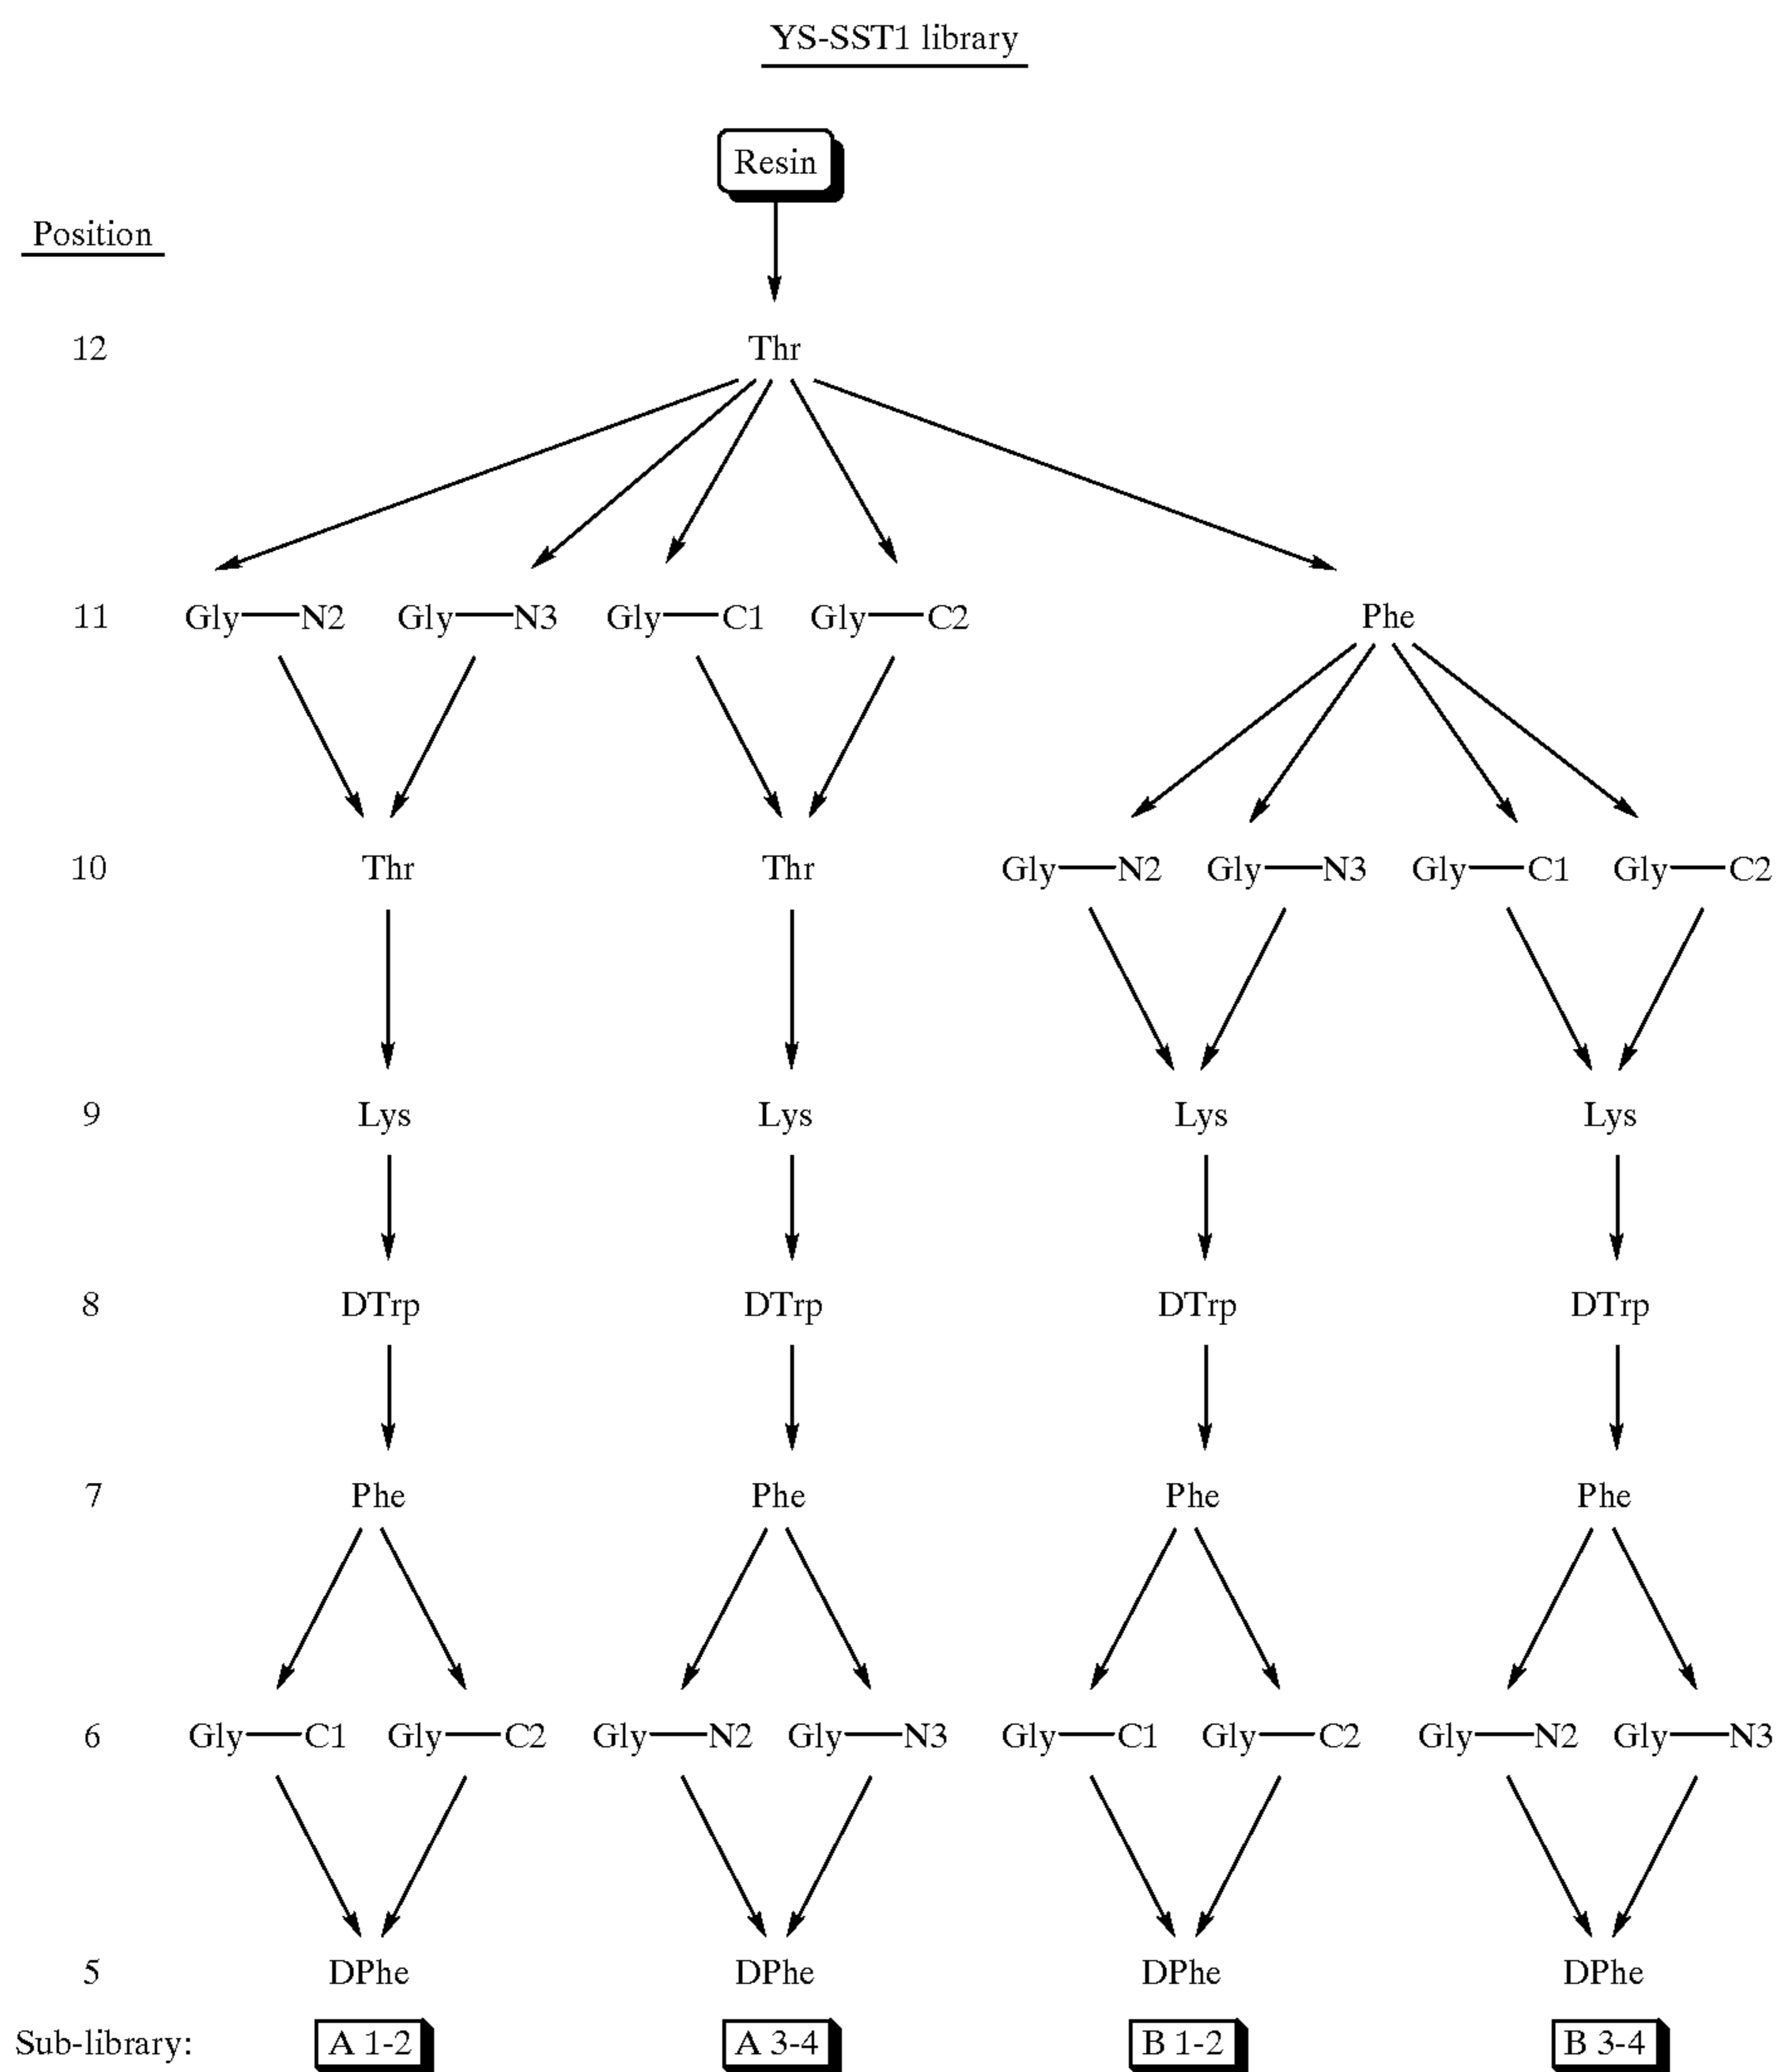 YS-SST1 library
Resin
Position
12 Thr
11 Gly—N2 Gly—N3 Gly—C1 Gly—C2 Phe
10 Thr Thr Gly—N2 Gly—N3 Gly—C1 Gly—C2
9 Lys Lys Lys Lys
8 DTrp DTrp DTrp DTrp
7 Phe Phe Phe Phe
6 Gly—C1 Gly—C2 Gly—N2 Gly—N3 Gly—C1 Gly—C2 Gly—N2 Gly—N3
5 DPhe DPhe DPhe DPhe
Sub-library: A 1-2 A 3-4 B 1-2 B 3-4